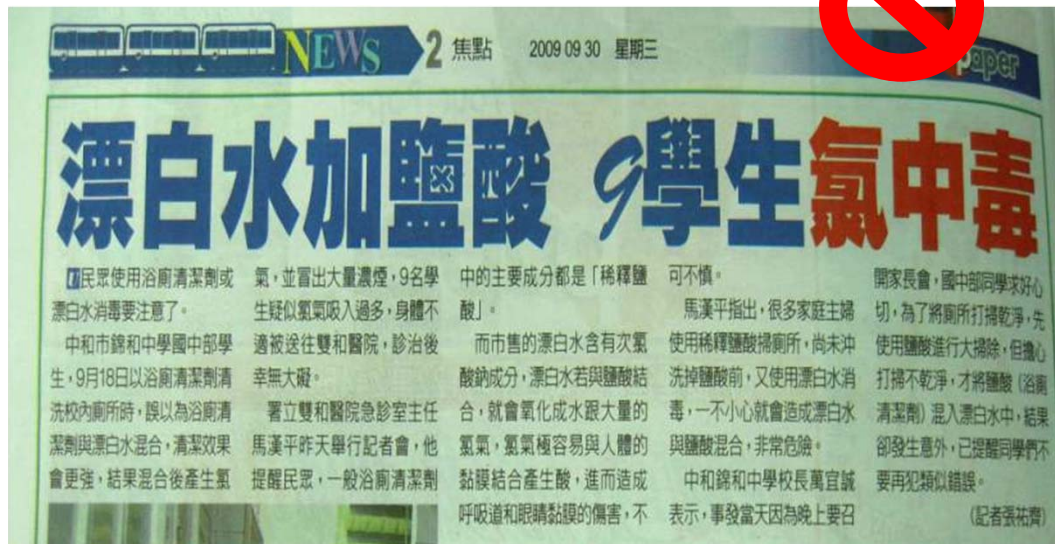 NEWS 2 焦點 2009 09 30 星期三
paper
漂白水加鹽酸 9學生氯中毒
民眾使用浴廁清潔劑或
漂白水消毒要注意了。
中和市錦和中學國中部學
生，9月18日以浴廁清潔劑清
洗校內廁所時，誤以為浴廁清
潔劑與漂白水混合，清潔效果
會更強，結果混合後產生氯
氣，並冒出大量濃煙，9名學
生疑似氯氣吸入過多，身體不
適被送往雙和醫院，診治後
幸無大礙。
署立雙和醫院急診室主任
馬漢平昨天舉行記者會，他
提醒民眾，一般浴廁清潔劑
中的主要成分都是「稀釋鹽
酸」。
而市售的漂白水含有次氯
酸鈉成分，漂白水若與鹽酸結
合，就會氧化成水跟大量的
氯氣，氯氣極容易與人體的
黏膜結合產生酸，進而造成
呼吸道和眼睛黏膜的傷害，不
可不慎。
馬漢平指出，很多家庭主婦
使用稀釋鹽酸掃廁所，尚未沖
洗掉鹽酸前，又使用漂白水消
毒，一不小心就會造成漂白水
與鹽酸混合，非常危險。
中和錦和中學校長萬宜誠
表示，事發當天因為晚上要召
開家長會，國中部同學求好心
切，為了將廁所打掃乾淨，先
使用鹽酸進行大掃除，但擔心
打掃不乾淨，才將鹽酸（浴廁
清潔劑）混入漂白水中，結果
卻發生意外，已提醒同學們不
要再犯類似錯誤。
（記者張祐齊）